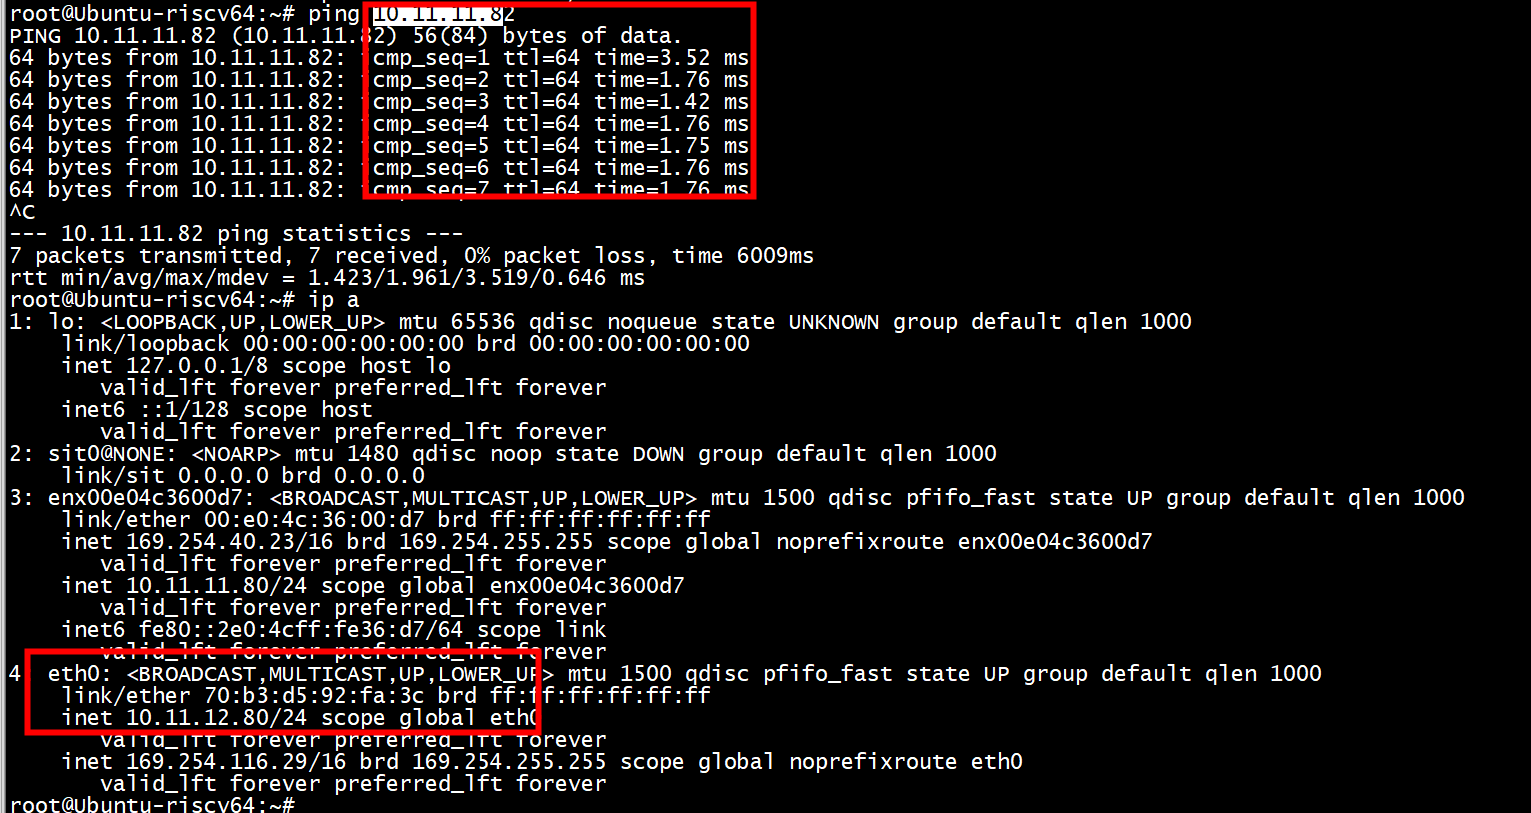 root@Ubuntu-riscv64:~# ping 10.11.11.82
PING 10.11.11.82 (10.11.11.82) 56(84) bytes of data.
64 bytes from 10.11.11.82: icmp_seq=1 ttl=64 time=3.52 ms
64 bytes from 10.11.11.82: icmp_seq=2 ttl=64 time=1.76 ms
64 bytes from 10.11.11.82: icmp_seq=3 ttl=64 time=1.42 ms
64 bytes from 10.11.11.82: icmp_seq=4 ttl=64 time=1.76 ms
64 bytes from 10.11.11.82: icmp_seq=5 ttl=64 time=1.75 ms
64 bytes from 10.11.11.82: icmp_seq=6 ttl=64 time=1.76 ms
64 bytes from 10.11.11.82: icmp_seq=7 ttl=64 time=1.76 ms
^C
--- 10.11.11.82 ping statistics ---
7 packets transmitted, 7 received, 0% packet loss, time 6009ms
rtt min/avg/max/mdev = 1.423/1.961/3.519/0.646 ms
root@Ubuntu-riscv64:~# ip a
1: lo: <LOOPBACK,UP,LOWER_UP> mtu 65536 qdisc noqueue state UNKNOWN group default qlen 1000
link/loopback 00:00:00:00:00:00 brd 00:00:00:00:00:00
inet 127.0.0.1/8 scope host lo
valid_lft forever preferred_lft forever
inet6 ::1/128 scope host
valid_lft forever preferred_lft forever
2: sit0@NONE: <NOARP> mtu 1480 qdisc noop state DOWN group default qlen 1000
link/sit 0.0.0.0 brd 0.0.0.0
3: enx00e04c3600d7: <BROADCAST,MULTICAST,UP,LOWER_UP> mtu 1500 qdisc pfifo_fast state UP group default qlen 1000
link/ether 00:e0:4c:36:00:d7 brd ff:ff:ff:ff:ff:ff
inet 169.254.40.23/16 brd 169.254.255.255 scope global noprefixroute enx00e04c3600d7
valid_lft forever preferred_lft forever
inet 10.11.11.80/24 scope global enx00e04c3600d7
valid_lft forever preferred_lft forever
inet6 fe80::2e0:4cff:fe36:d7/64 scope link
valid_lft forever preferred_lft forever
4: eth0: <BROADCAST,MULTICAST,UP,LOWER_UP> mtu 1500 qdisc pfifo_fast state UP group default qlen 1000
link/ether 70:b3:d5:92:fa:3c brd ff:ff:ff:ff:ff:ff
inet 10.11.12.80/24 scope global eth0
valid_lft forever preferred_lft forever
inet 169.254.116.29/16 brd 169.254.255.255 scope global noprefixroute eth0
valid_lft forever preferred_lft forever
root@Ubuntu-riscv64:~#